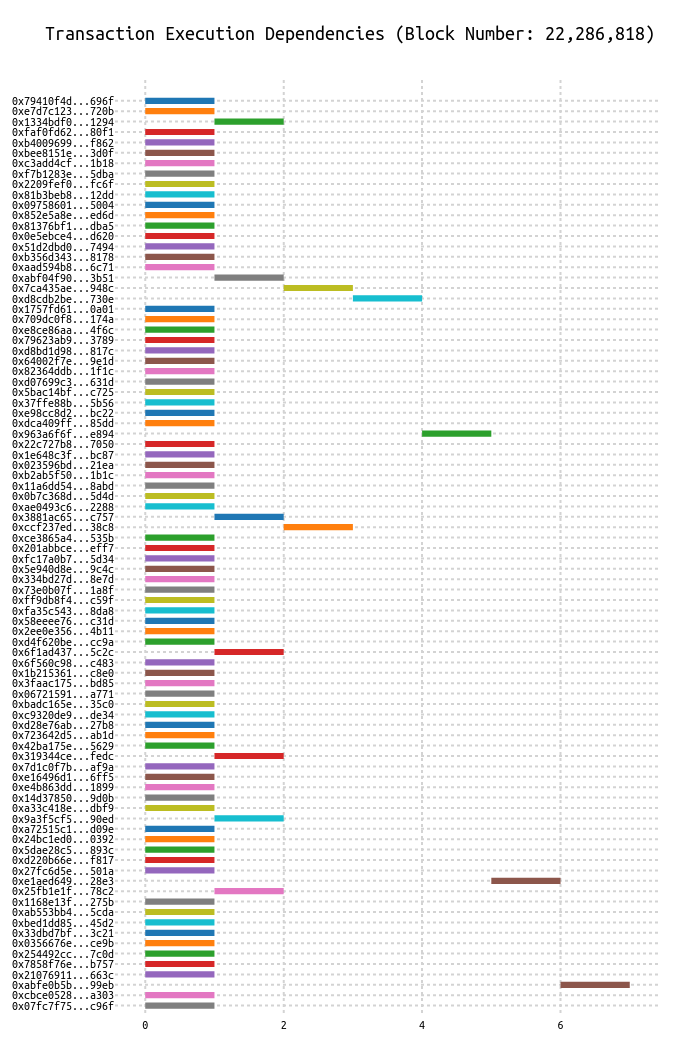 Transaction Execution Dependencies (Block Number: 22,286,818)
0x79410f4d...696f
0xe7d7c123...720b
0x1334bdf0...1294
0xfaf0fd62...80f1
0xb4009699...f862
0xbee8151e...3d0f
0xc3add4cf...1b18
0xf7b1283e...5dba
0x2209fef0...fc6f
0x81b3beb8...12dd
0x09758601...5004
0x852e5a8e...ed6d
0x81376bf1...dba5
0x0e5ebce4...d620
0x51d2dbd0...7494
0xb356d343...8178
0xaad594b8...6c71
0xabf04f90...3b51
0x7ca435ae...948c
0xd8cdb2be...730e
0x1757fd61...0a01
0x709dc0f8...174a
0xe8ce86aa...4f6c
0x79623ab9...3789
0xd8bd1d98...817c
0x64002f7e...9e1d
0x82364ddb...1f1c
0xd07699c3...631d
0x5bac14bf...c725
0x37ffe88b...5b56
0xe98cc8d2...bc22
0xdca409ff...85dd
0x963a6f6f...e894
0x22c727b8...7050
0x1e648c3f...bc87
0x023596bd...21ea
0xb2ab5f50...1b1c
0x11a6dd54...8abd
0x0b7c368d...5d4d
0xae0493c6...2288
0x3881ac65...c757
0xccf237ed...38c8
0xce3865a4...535b
0x201abbce...eff7
0xfc17a0b7...5d34
0x5e940d8e...9c4c
0x334bd27d...8e7d
0x73e0b07f...1a8f
0xff9db8f4...c59f
0xfa35c543...8da8
0x58eeee76...c31d
0x2ee0e356...4b11
0xd4f620be...cc9a
0x6f1ad437...5c2c
0x6f560c98...c483
0x1b215361...c8e0
0x3faac175...bd85
0x06721591...a771
0xbadc165e...35c0
0xc9320de9...de34
0xd28e76ab...27b8
0x723642d5...ab1d
0x42ba175e...5629
0x319344ce...fedc
0x7d1c0f7b...af9a
0xe16496d1...6ff5
0xe4b863dd...1899
0x14d37850...9d0b
0xa33c418e...dbf9
0x9a3f5cf5...90ed
0xa72515c1...d09e
0x24bc1ed0...0392
0x5dae28c5...893c
0xd220b66e...f817
0x27fc6d5e...501a
0xe1aed649...28e3
0x25fb1e1f...78c2
0x1168e13f...275b
0xab553bb4...5cda
0xbed1dd85...45d2
0x33dbd7bf...3c21
0x0356676e...ce9b
0x254492cc...7c0d
0x7858f76e...b757
0x21076911...663c
0xabfe0b5b...99eb
0xcbce0528...a303
0x07fc7f75...c96f
0 2 4 6